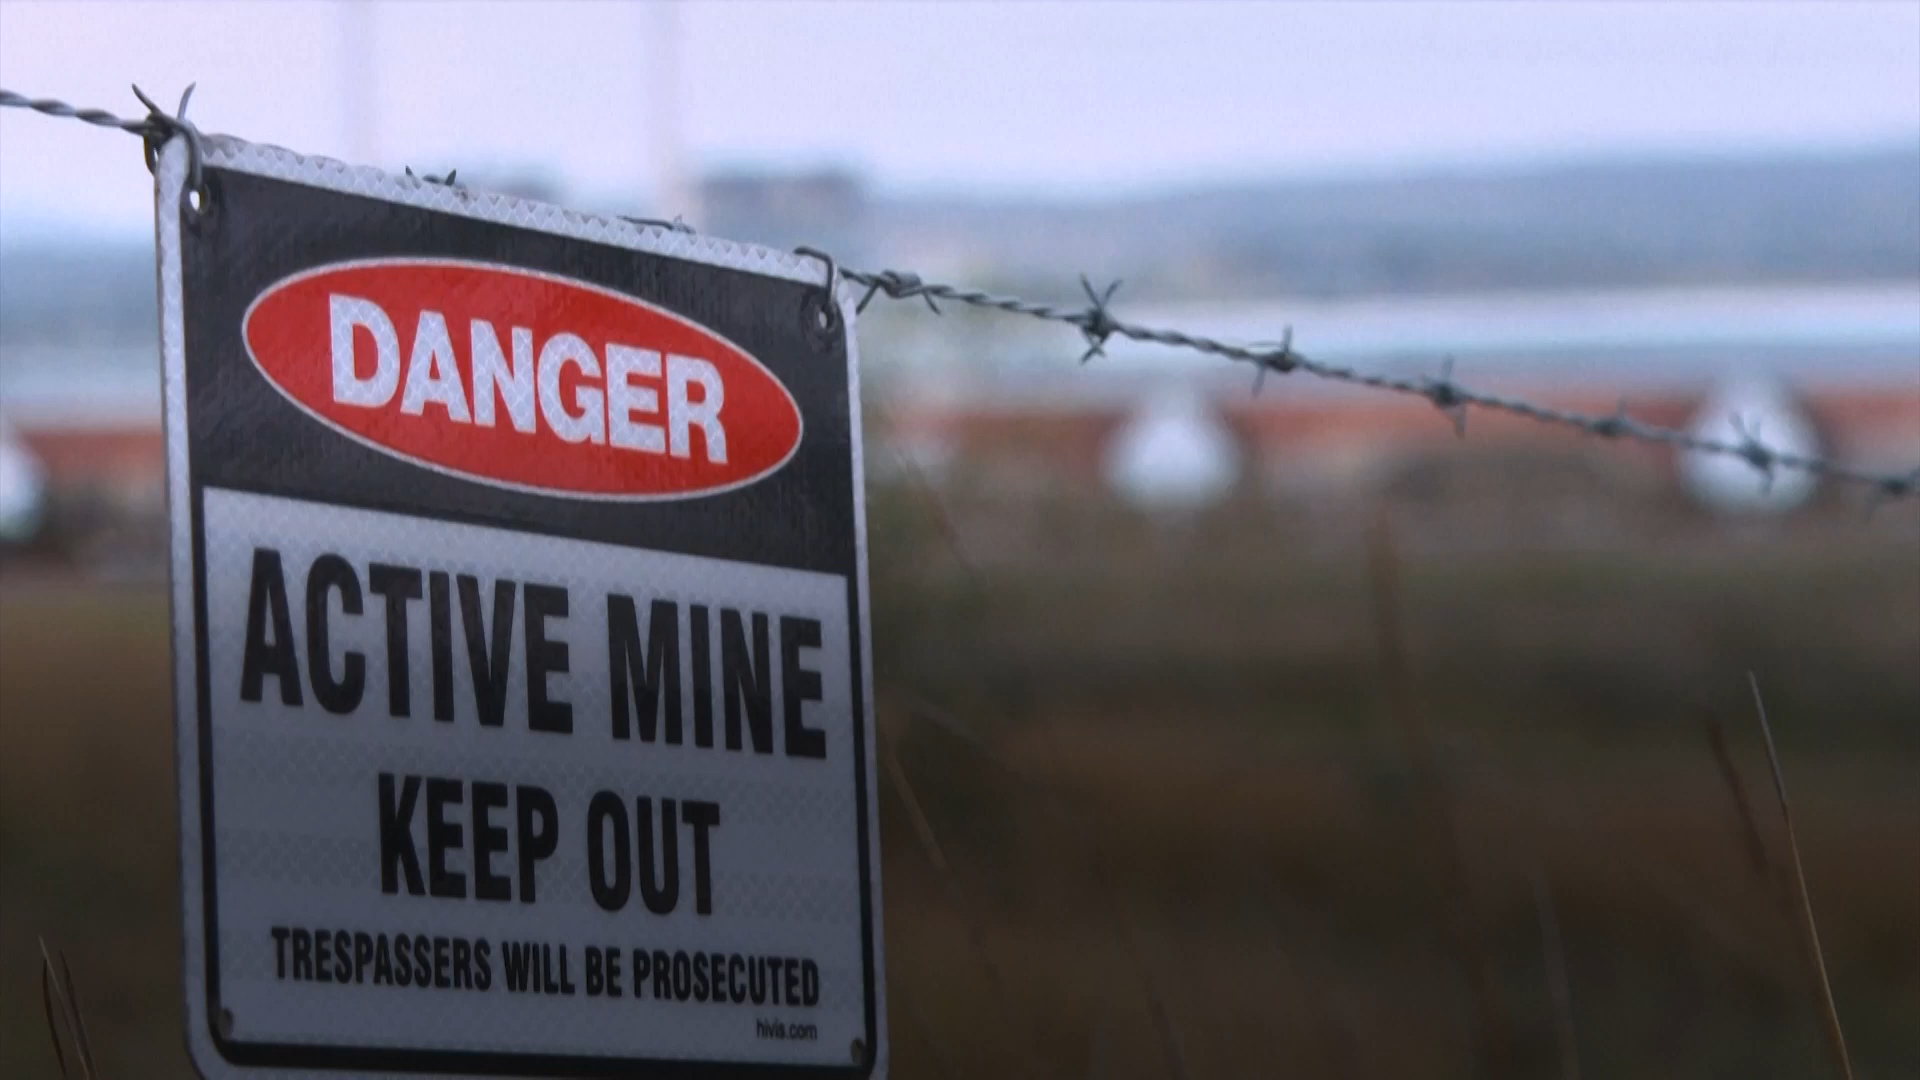 DANGER
ACTIVE MINE
KEEP OUT
TRESPASSERS WILL BE PROSECUTED
hivis.com